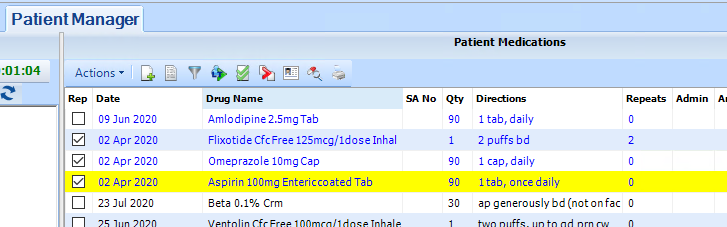 Patient Manager
Patient Medications
:01:04
Actions
Rep Date Drug Name SA No Qty Directions Repeats Admin
09 Jun 2020 Amlodipine 2.5mg Tab 90 1 tab, daily 0
02 Apr 2020 Flixotide Cfc Free 125mcg/1dose Inhal 1 2 puffs bd 2
02 Apr 2020 Omeprazole 10mg Cap 90 1 cap, daily 0
02 Apr 2020 Aspirin 100mg Entericcoated Tab 90 1 tab, once daily 0
23 Jul 2020 Beta 0.1% Crm 30 ap generously bd (not on fac 0
25 Jun 2020 Ventolin Cfc Free 100mcg/1dose Inhale 1 two puffs, up to qd prn cw 0